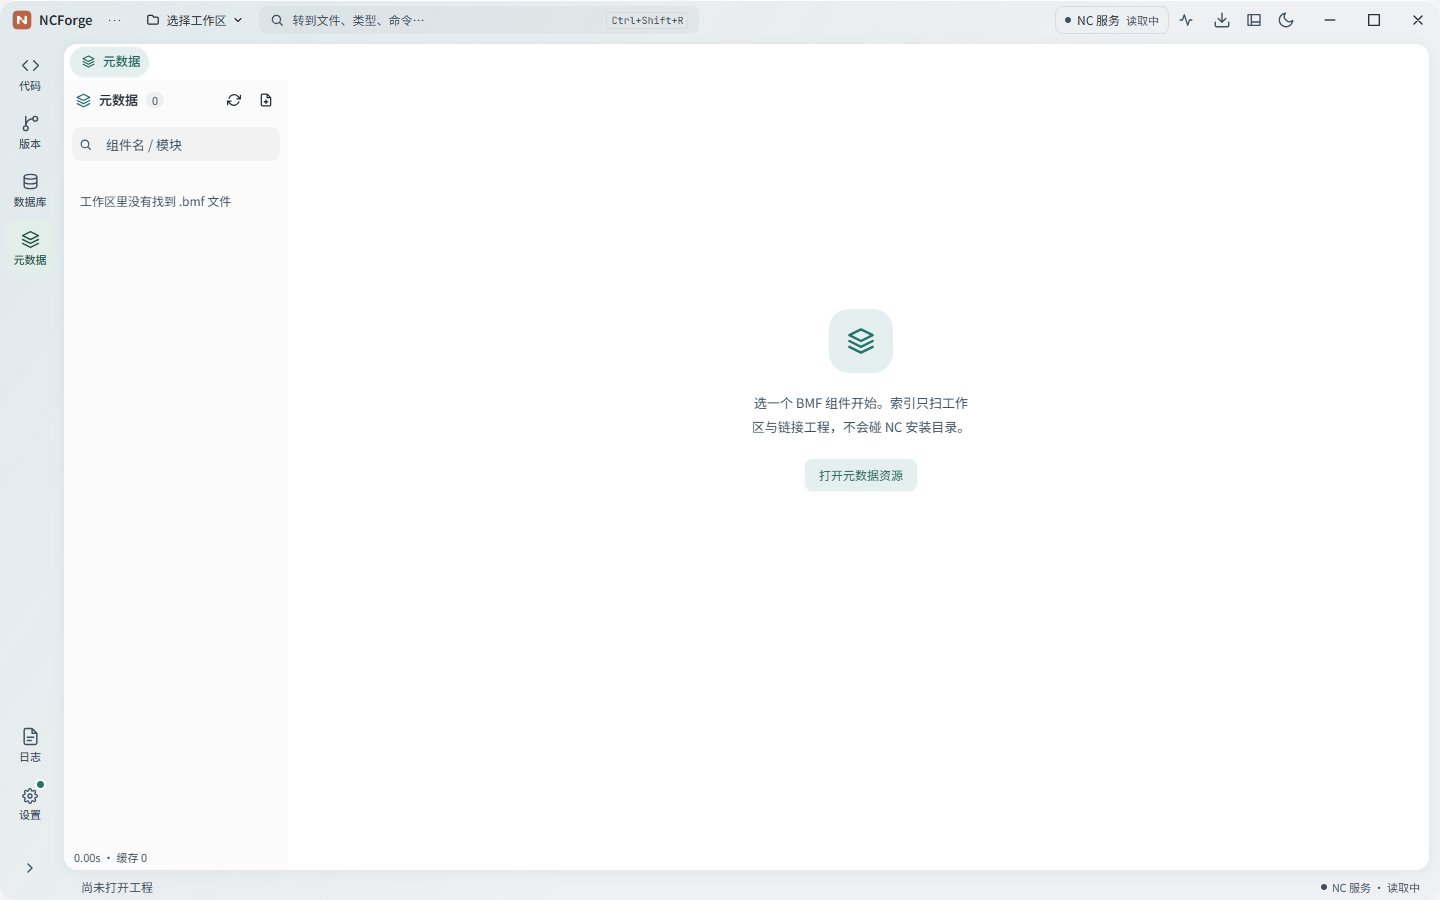 NCForge ···
选择工作区
转到文件、类型、命令··· Ctrl+Shift+R
NC 服务 读取中
代码
版本
数据库
元数据
日志
设置
元数据
元数据 0
组件名 / 模块
工作区里没有找到 .bmf 文件
选一个 BMF 组件开始。索引只扫工作
区与链接工程，不会碰 NC 安装目录。
打开元数据资源
0.00s · 缓存 0
尚未打开工程
NC 服务 · 读取中